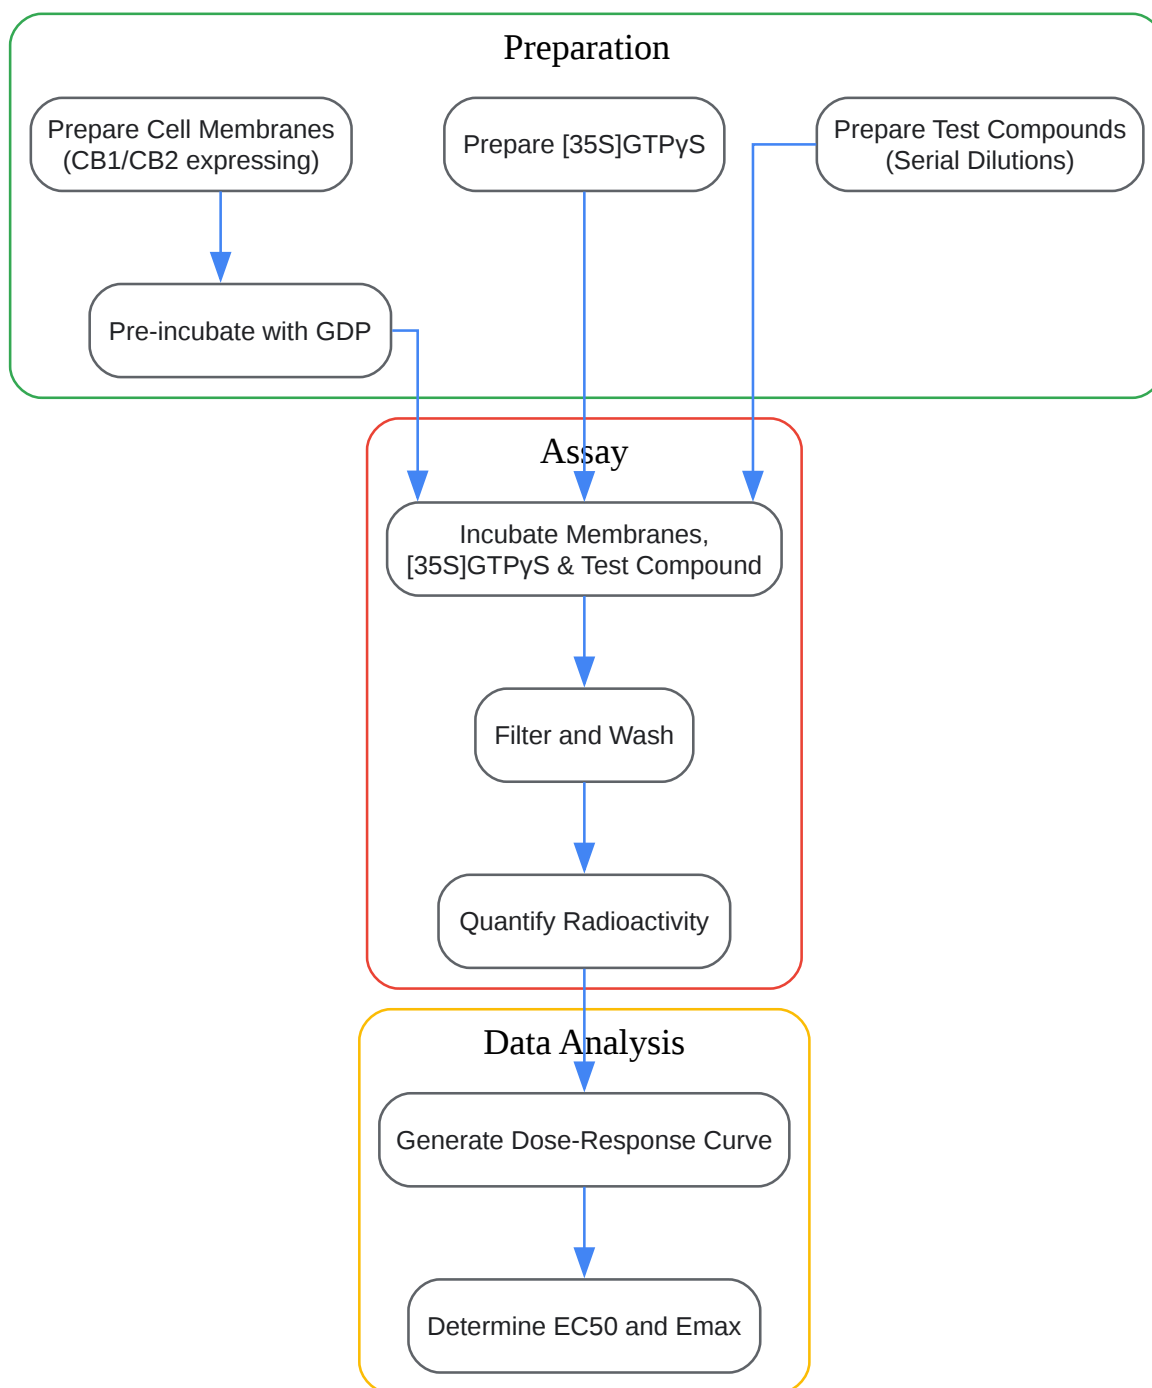 Preparation
Prepare Cell Membranes
(CB1/CB2 expressing)
Prepare [35S]GTPγS
Prepare Test Compounds
(Serial Dilutions)
Pre-incubate with GDP
Assay
Incubate Membranes,
[35S]GTPγS & Test Compound
Filter and Wash
Quantify Radioactivity
Data Analysis
Generate Dose-Response Curve
Determine EC50 and Emax